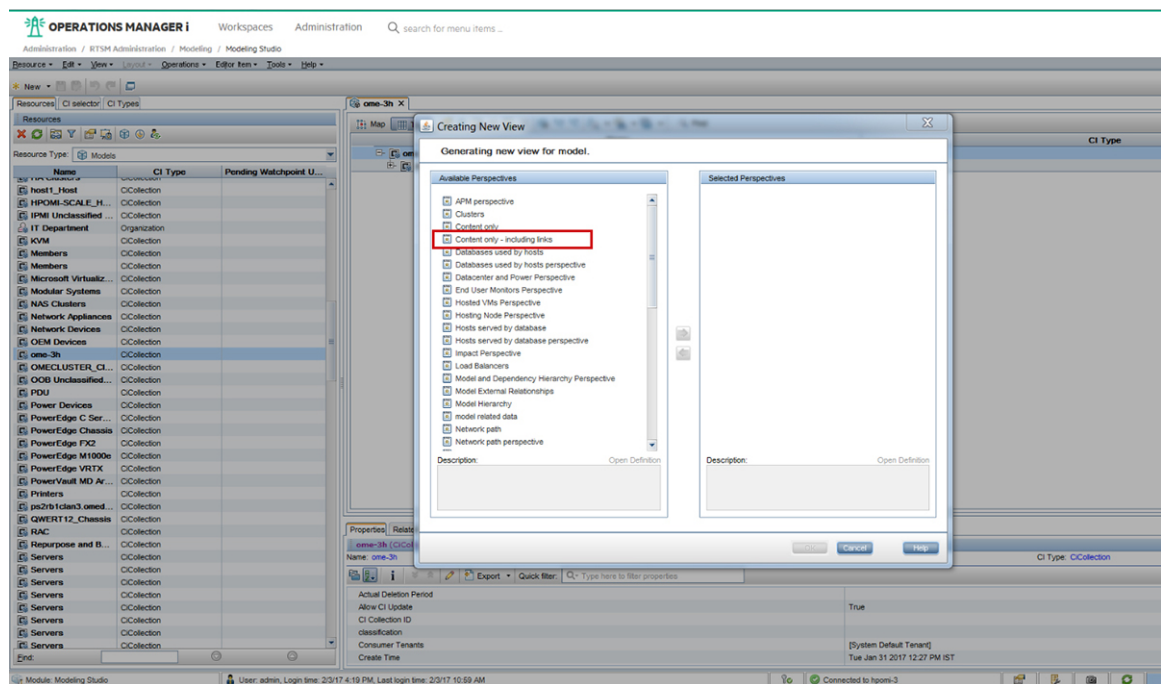 OPERATIONS MANAGER i Workspaces Administration search for menu items ...
Administration / RTSM Administration / Modeling / Modeling Studio
Resource Edit View Layout Operations Editor Item Tools Help
New
Resources CI selector CI Types
ome-3h X
Resources
Map
Resource Type: Models
Name CI Type Pending Watchpoint U...
HA Clusters CiCollection
host1_Host CiCollection
HPOMI-SCALE_H... CiCollection
IPMI Unclassified ... CiCollection
IT Department Organization
KVM CiCollection
Members CiCollection
Members CiCollection
Microsoft Virtualiz... CiCollection
Modular Systems CiCollection
NAS Clusters CiCollection
Network Appliances CiCollection
Network Devices CiCollection
OEM Devices CiCollection
ome-3h CiCollection
OMECLUSTER_CI... CiCollection
OOB Unclassified... CiCollection
PDU CiCollection
Power Devices CiCollection
PowerEdge C Ser... CiCollection
PowerEdge Chassis CiCollection
PowerEdge FX2 CiCollection
PowerEdge M1000e CiCollection
PowerEdge VRTX CiCollection
PowerVault MD Ar... CiCollection
Printers CiCollection
ps2rb1clan3.omed... CiCollection
QWERT12_Chassis CiCollection
RAC CiCollection
Repurpose and B... CiCollection
Servers CiCollection
Servers CiCollection
Servers CiCollection
Servers CiCollection
Servers CiCollection
Servers CiCollection
Servers CiCollection
Servers CiCollection
Find:
CI Type
Creating New View
Generating new view for model.
Available Perspectives
APM perspective
Clusters
Content only
Content only - including links
Databases used by hosts
Databases used by hosts perspective
Datacenter and Power Perspective
End User Monitors Perspective
Hosted VMs Perspective
Hosting Node Perspective
Hosts served by database
Hosts served by database perspective
Impact Perspective
Load Balancers
Model and Dependency Hierarchy Perspective
Model External Relationships
Model Hierarchy
model related data
Network path
Network path perspective
Description: Open Definition
Selected Perspectives
Description: Open Definition
OK Cancel Help
Properties Relate
ome-3h (CiCol
Name: ome-3h CI Type: CiCollection
Export Quick filter: Type here to filter properties
Actual Deletion Period
Allow CI Update True
CI Collection ID
classification
Consumer Tenants [System Default Tenant]
Create Time Tue Jan 31 2017 12:27 PM IST
Module: Modeling Studio User: admin, Login time: 2/3/17 4:19 PM, Last login time: 2/3/17 10:59 AM Connected to hpomi-3